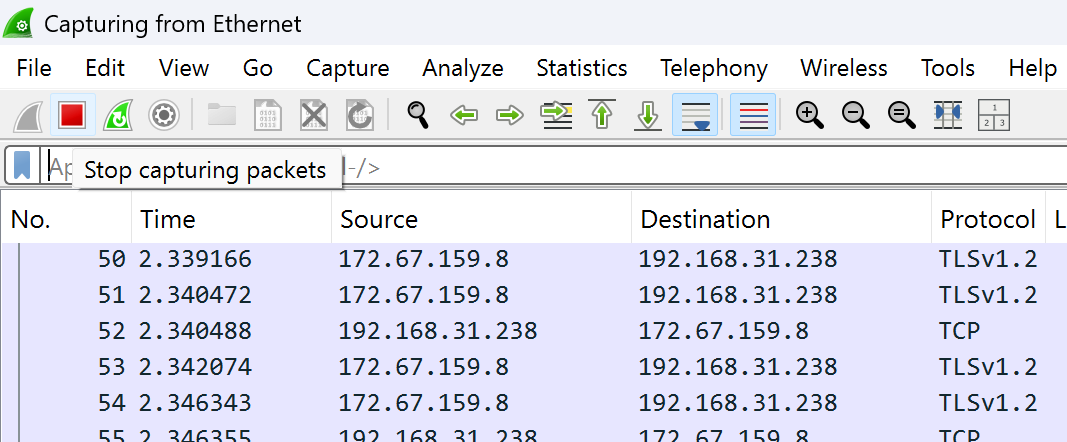 Capturing from Ethernet
File Edit View Go Capture Analyze Statistics Telephony Wireless Tools Help
Stop capturing packets
No. Time Source Destination Protocol L
50 2.339166 172.67.159.8 192.168.31.238 TLSv1.2
51 2.340472 172.67.159.8 192.168.31.238 TLSv1.2
52 2.340488 192.168.31.238 172.67.159.8 TCP
53 2.342074 172.67.159.8 192.168.31.238 TLSv1.2
54 2.346343 172.67.159.8 192.168.31.238 TLSv1.2
55 2.346355 192.168.31.238 172.67.159.8 TCP